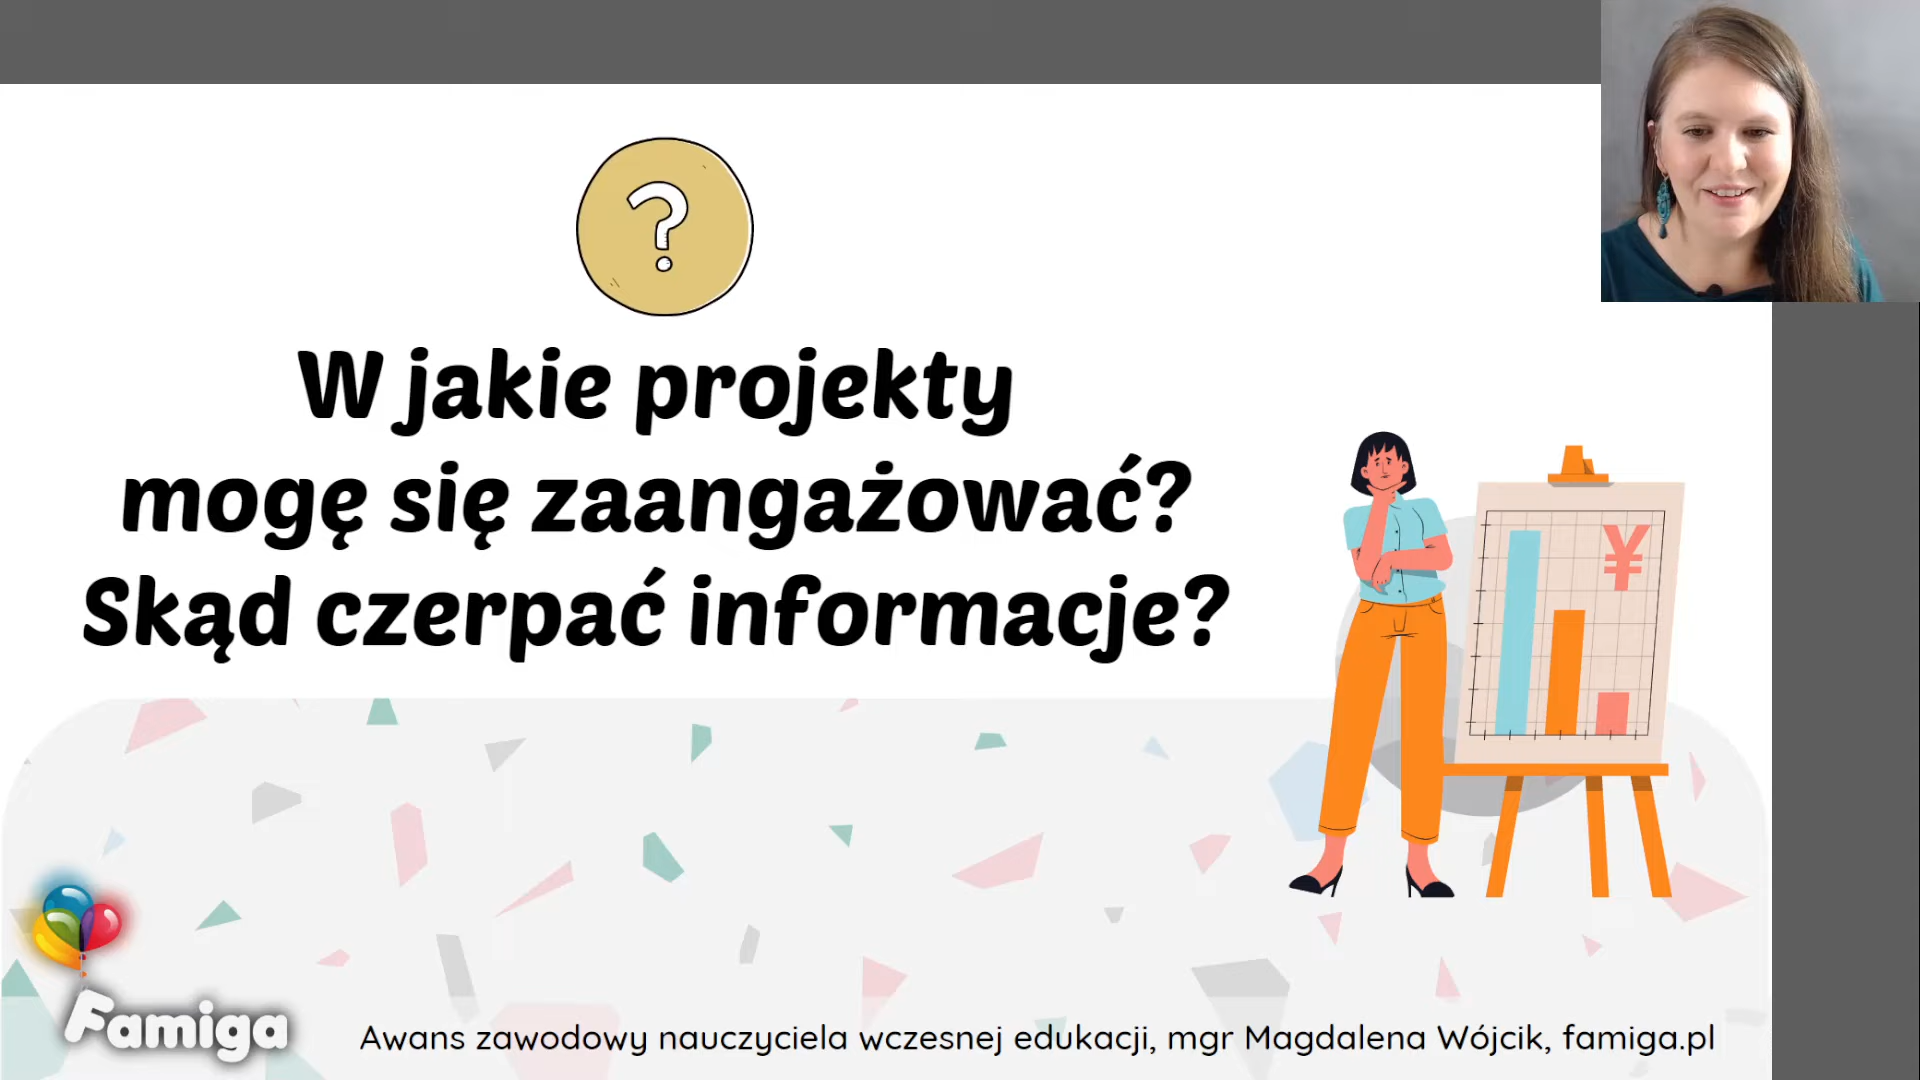 ?
W jakie projekty
mogę się zaangażować?
Skąd czerpać informacje?
¥
Famiga
Awans zawodowy nauczyciela wczesnej edukacji, mgr Magdalena Wójcik, famiga.pl